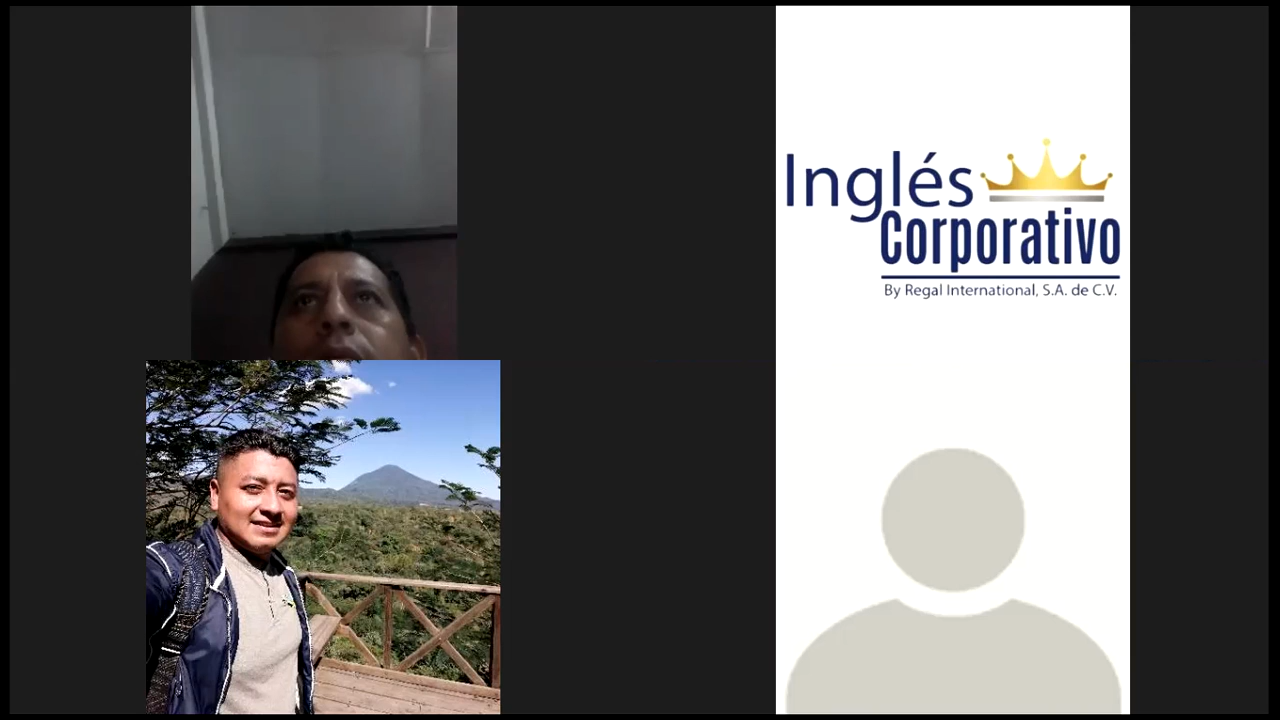 Inglés
Corporativo
By Regal International, S.A. de C.V.